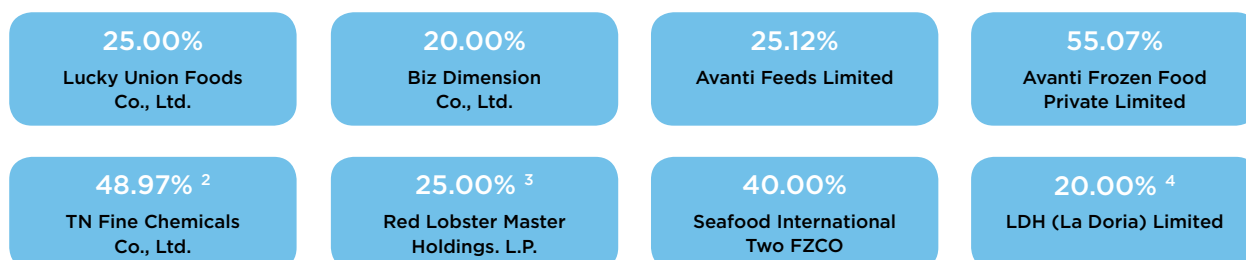 25.00%
Lucky Union Foods
Co., Ltd.
20.00%
Biz Dimension
Co., Ltd.
25.12%
Avanti Feeds Limited
55.07%
Avanti Frozen Food
Private Limited
48.97% 2
TN Fine Chemicals
Co., Ltd.
25.00% 3
Red Lobster Master
Holdings. L.P.
40.00%
Seafood International
Two FZCO
20.00% 4
LDH (La Doria) Limited